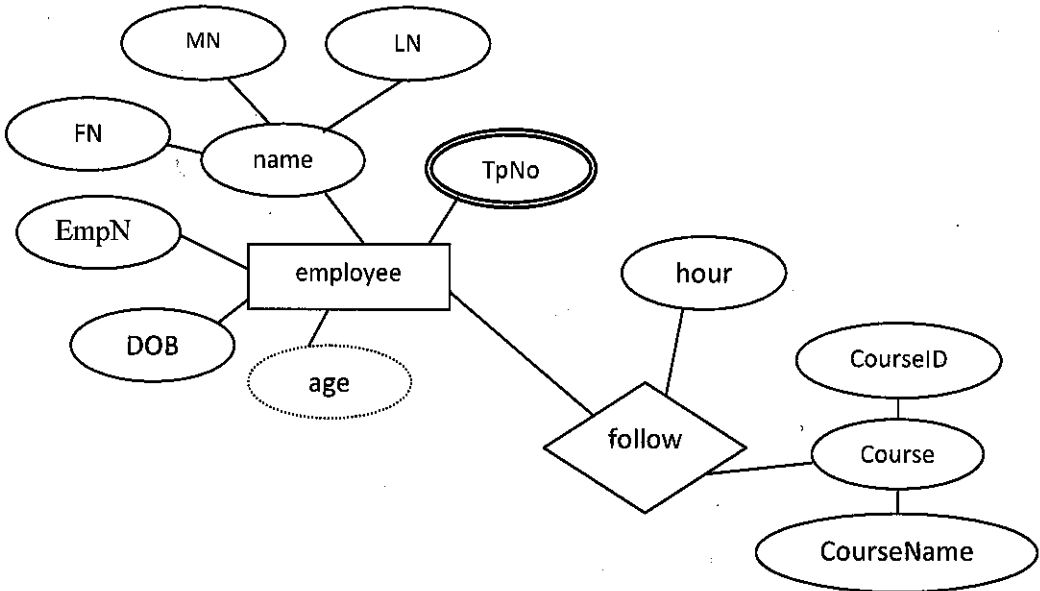 MN
LN
FN
name
TpNo
EmpN
employee
hour
DOB
age
CourseID
follow
Course
CourseName